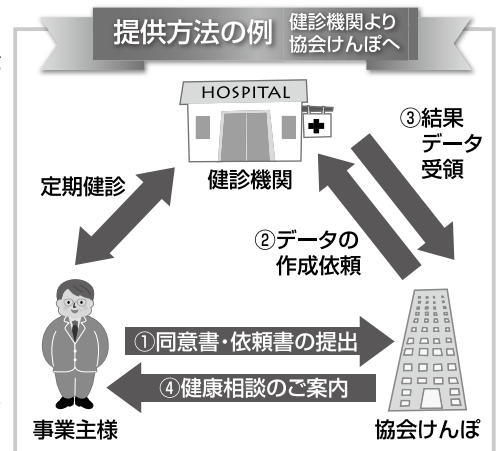 提供方法の例
健診機関より
協会けんぽへ
HOSPITAL
健診機関
定期健診
③結果
データ
受領
②データの
作成依頼
①同意書・依頼書の提出
④健康相談のご案内
事業主様
協会けんぽ